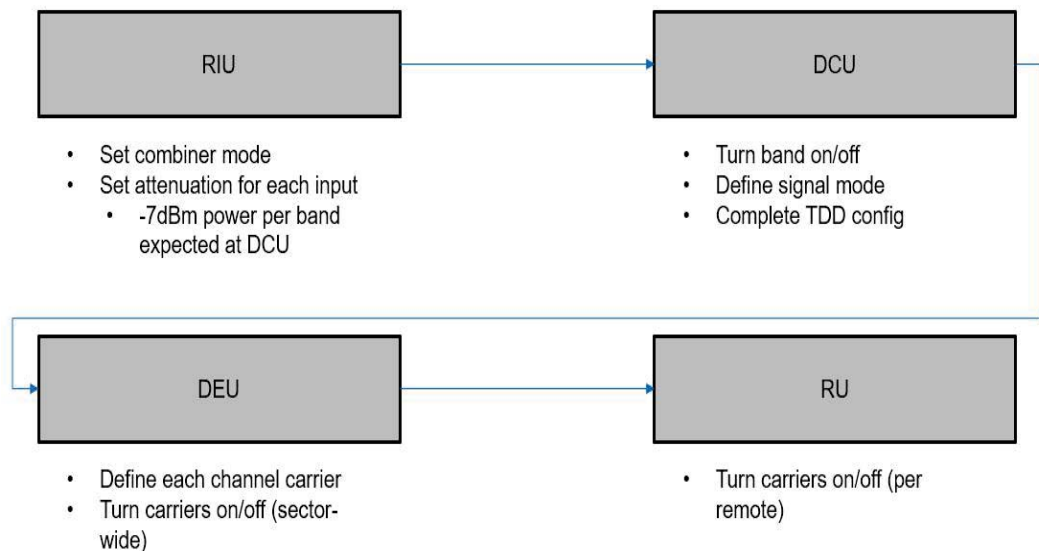 RIU
DCU
• Set combiner mode
• Set attenuation for each input
• -7dBm power per band
expected at DCU
• Turn band on/off
• Define signal mode
• Complete TDD config
DEU
RU
• Define each channel carrier
• Turn carriers on/off (sector-
wide)
• Turn carriers on/off (per
remote)